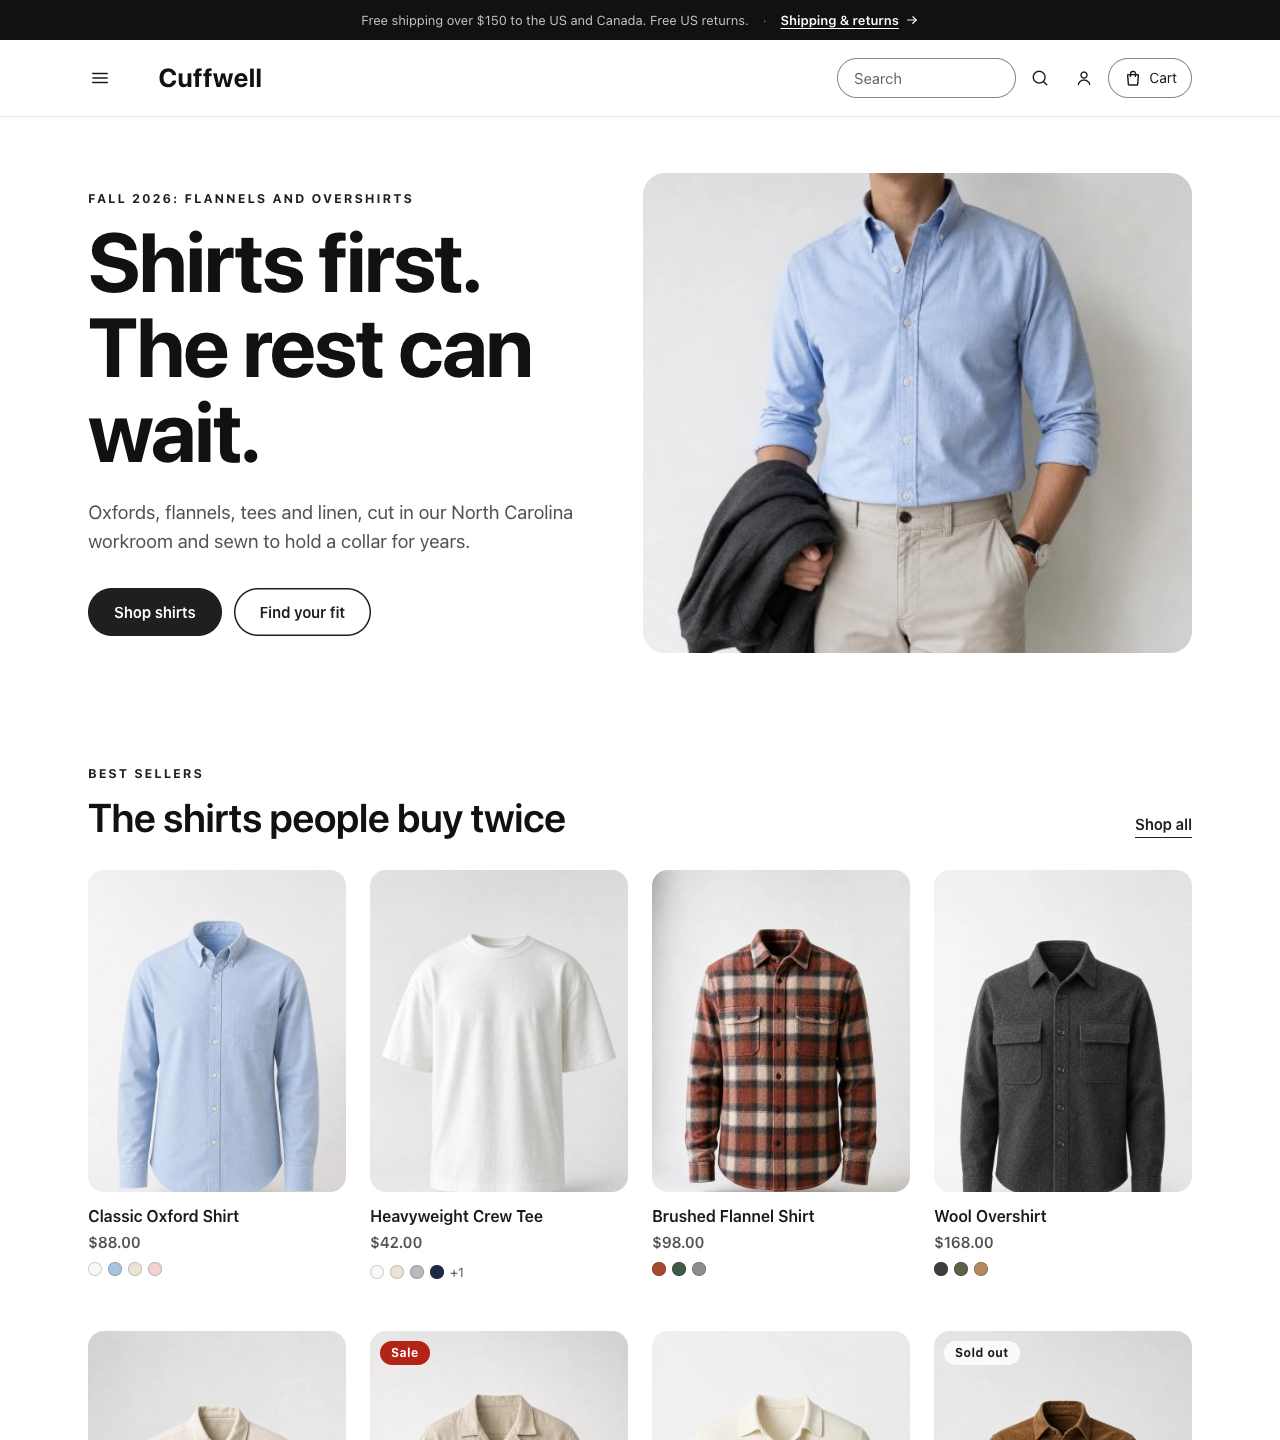 Free shipping over $150 to the US and Canada. Free US returns. · Shipping & returns →
Cuffwell
Search
Cart
FALL 2026: FLANNELS AND OVERSHIRTS
Shirts first.
The rest can
wait.
Oxfords, flannels, tees and linen, cut in our North Carolina
workroom and sewn to hold a collar for years.
Shop shirts
Find your fit
BEST SELLERS
The shirts people buy twice
Shop all
Classic Oxford Shirt
$88.00
Heavyweight Crew Tee
$42.00
+1
Brushed Flannel Shirt
$98.00
Wool Overshirt
$168.00
Sale
Sold out